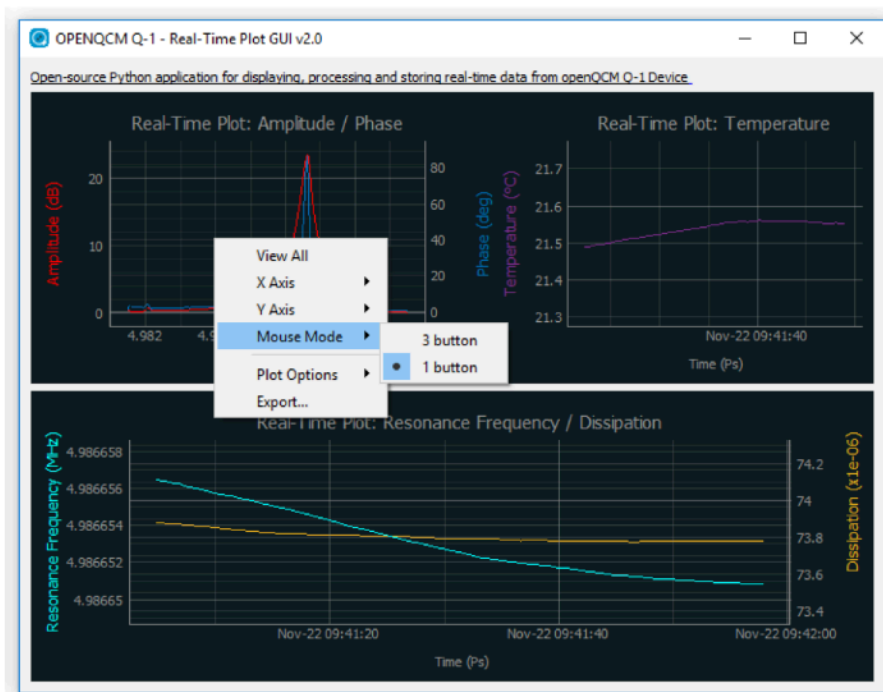 OPENQCM Q-1 - Real-Time Plot GUI v2.0
Open-source Python application for displaying, processing and storing real-time data from openQCM Q-1 Device
Real-Time Plot: Amplitude / Phase
Amplitude (dB)
20
10
0
80
60
40
20
0
Phase (deg)
4.982
Real-Time Plot: Temperature
Temperature (°C)
21.7
21.6
21.5
21.4
21.3
Nov-22 09:41:40
Time (Ps)
View All
X Axis
Y Axis
Mouse Mode
3 button
1 button
Plot Options
Export...
Real-Time Plot: Resonance Frequency / Dissipation
Resonance Frequency (MHz)
4.986658
4.986656
4.986654
4.986652
4.98665
74.2
74
73.8
73.6
73.4
Dissipation (x1e-06)
Nov-22 09:41:20
Nov-22 09:41:40
Nov-22 09:42:00
Time (Ps)